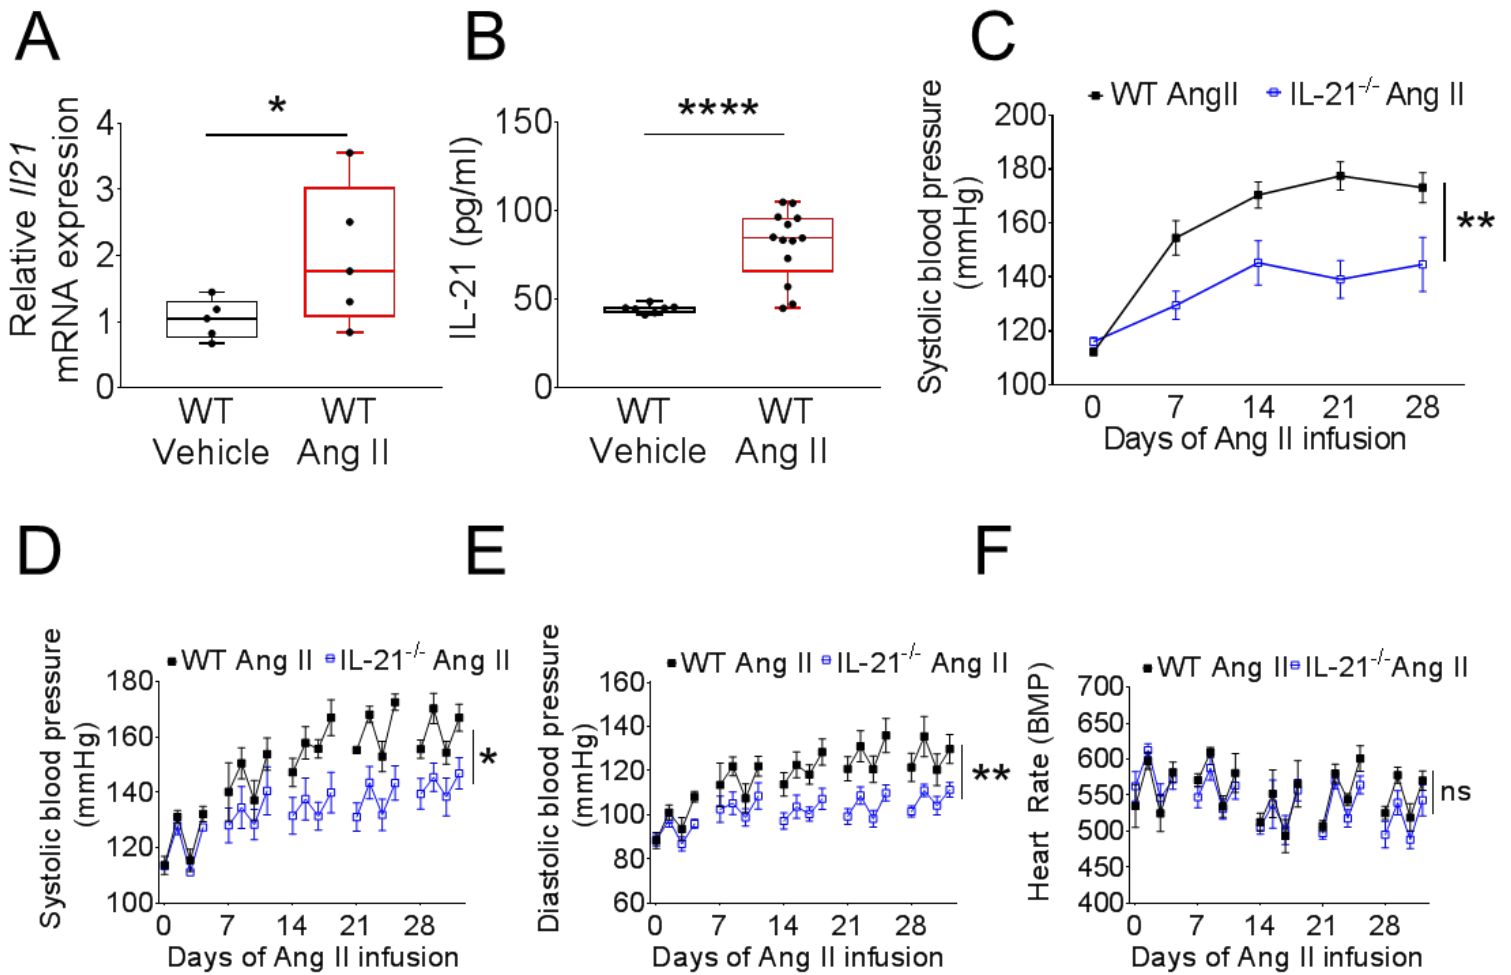 A
Relative Il21
mRNA expression
4
3
2
1
0
*
WT
Vehicle
WT
Ang II
B
IL-21 (pg/ml)
150
100
50
0
****
WT
Vehicle
WT
Ang II
C
Systolic blood pressure
(mmHg)
WT AngII
IL-21-/- Ang II
200
180
160
140
120
100
**
0 7 14 21 28
Days of Ang II infusion
D
Systolic blood pressure
(mmHg)
WT Ang II
IL-21-/- Ang II
180
160
140
120
100
*
0 7 14 21 28
Days of Ang II infusion
E
Diastolic blood pressure
(mmHg)
WT Ang II
IL-21-/- Ang II
160
140
120
100
80
60
**
0 7 14 21 28
Days of Ang II infusion
F
Heart Rate (BMP)
WT Ang II
IL-21-/- Ang II
700
650
600
550
500
450
400
ns
0 7 14 21 28
Days of Ang II infusion